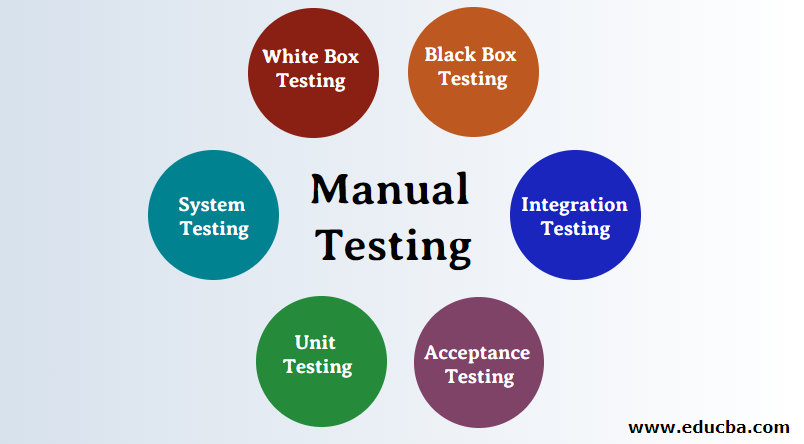 White Box
Testing
Black Box
Testing
System
Testing
Manual
Testing
Integration
Testing
Unit
Testing
Acceptance
Testing
www.educba.com